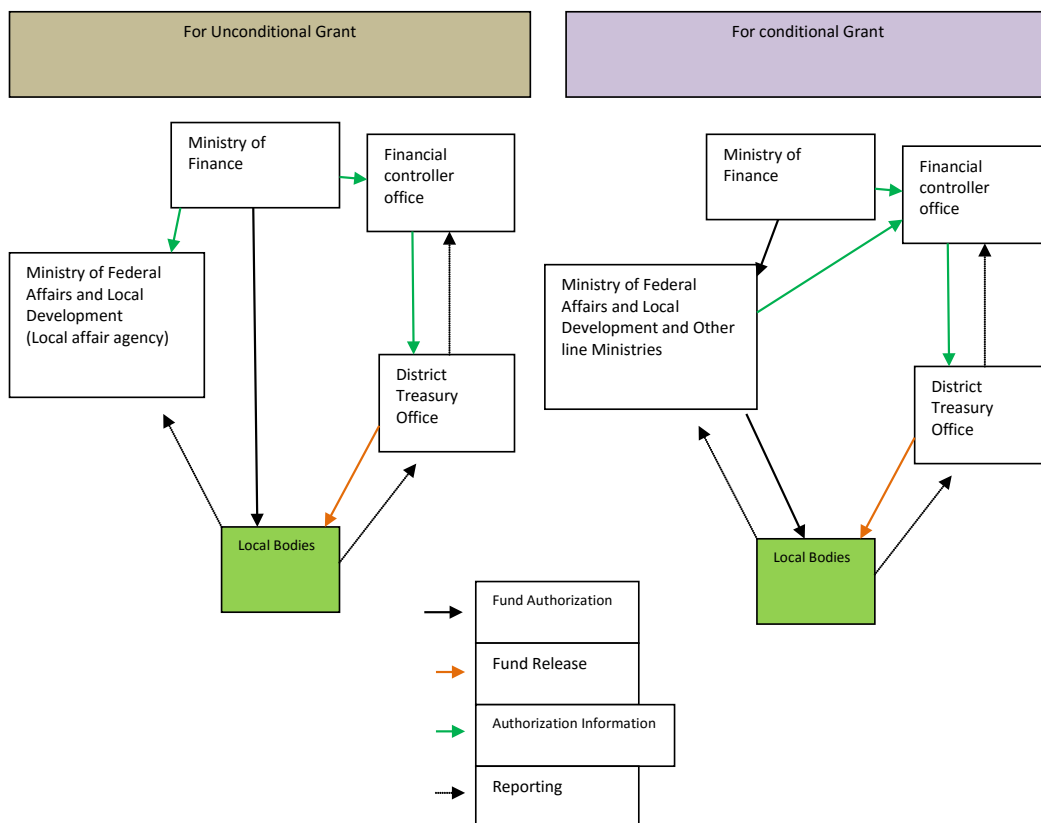 For Unconditional Grant
For conditional Grant
Ministry of
Finance
Financial
controller
office
Ministry of Federal
Affairs and Local
Development
(Local affair agency)
District
Treasury
Office
Local Bodies
Ministry of
Finance
Financial
controller
office
Ministry of Federal
Affairs and Local
Development and Other
line Ministries
District
Treasury
Office
Local Bodies
Fund Authorization
Fund Release
Authorization Information
Reporting